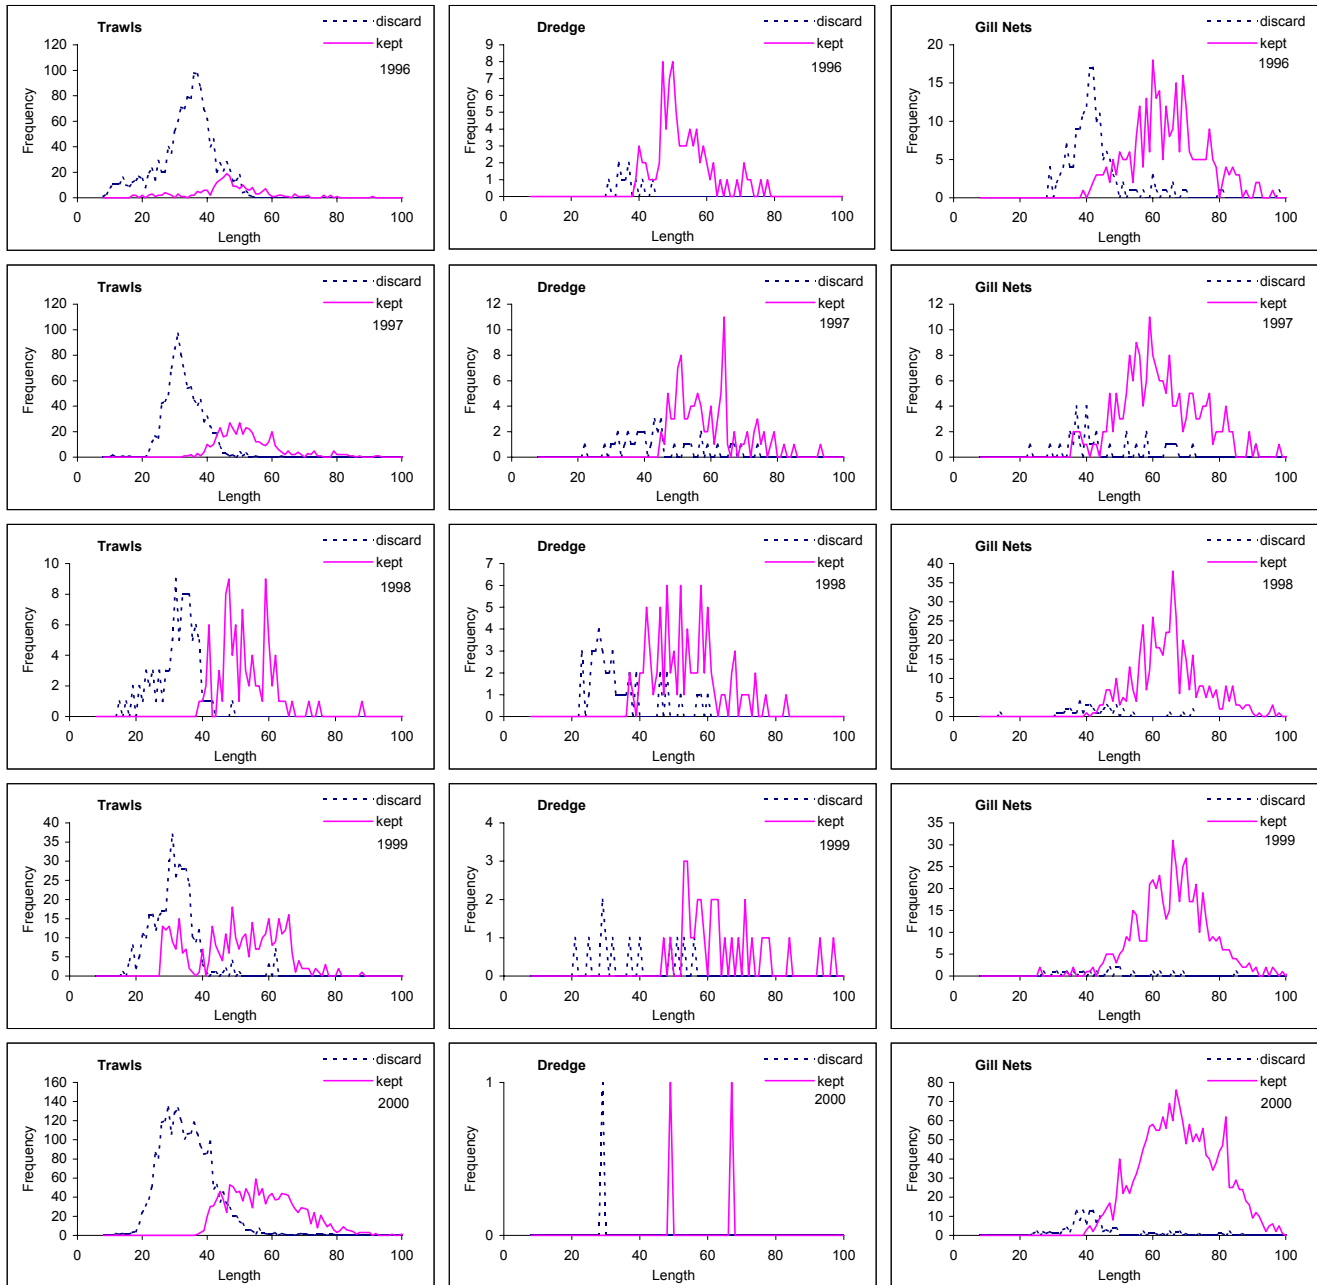 Trawls
discard
kept
1996
Frequency
120
100
80
60
40
20
0
0 20 40 60 80 100
Length
Dredge
discard
kept
1996
Frequency
9
8
7
6
5
4
3
2
1
0
0 20 40 60 80 100
Length
Gill Nets
discard
kept
1996
Frequency
20
15
10
5
0
0 20 40 60 80 100
Length
Trawls
discard
kept
1997
Frequency
120
100
80
60
40
20
0
0 20 40 60 80 100
Length
Dredge
discard
kept
1997
Frequency
12
10
8
6
4
2
0
0 20 40 60 80 100
Length
Gill Nets
discard
kept
1997
Frequency
12
10
8
6
4
2
0
0 20 40 60 80 100
Length
Trawls
discard
kept
1998
Frequency
10
8
6
4
2
0
0 20 40 60 80 100
Length
Dredge
discard
kept
1998
Frequency
7
6
5
4
3
2
1
0
0 20 40 60 80 100
Length
Gill Nets
discard
kept
1998
Frequency
40
35
30
25
20
15
10
5
0
0 20 40 60 80 100
Length
Trawls
discard
kept
1999
Frequency
40
35
30
25
20
15
10
5
0
0 20 40 60 80 100
Length
Dredge
discard
kept
1999
Frequency
4
3
2
1
0
0 20 40 60 80 100
Length
Gill Nets
discard
kept
1999
Frequency
35
30
25
20
15
10
5
0
0 20 40 60 80 100
Length
Trawls
discard
kept
2000
Frequency
160
140
120
100
80
60
40
20
0
0 20 40 60 80 100
Length
Dredge
discard
kept
2000
Frequency
1
0
0 20 40 60 80 100
Length
Gill Nets
discard
kept
2000
Frequency
80
70
60
50
40
30
20
10
0
0 20 40 60 80 100
Length